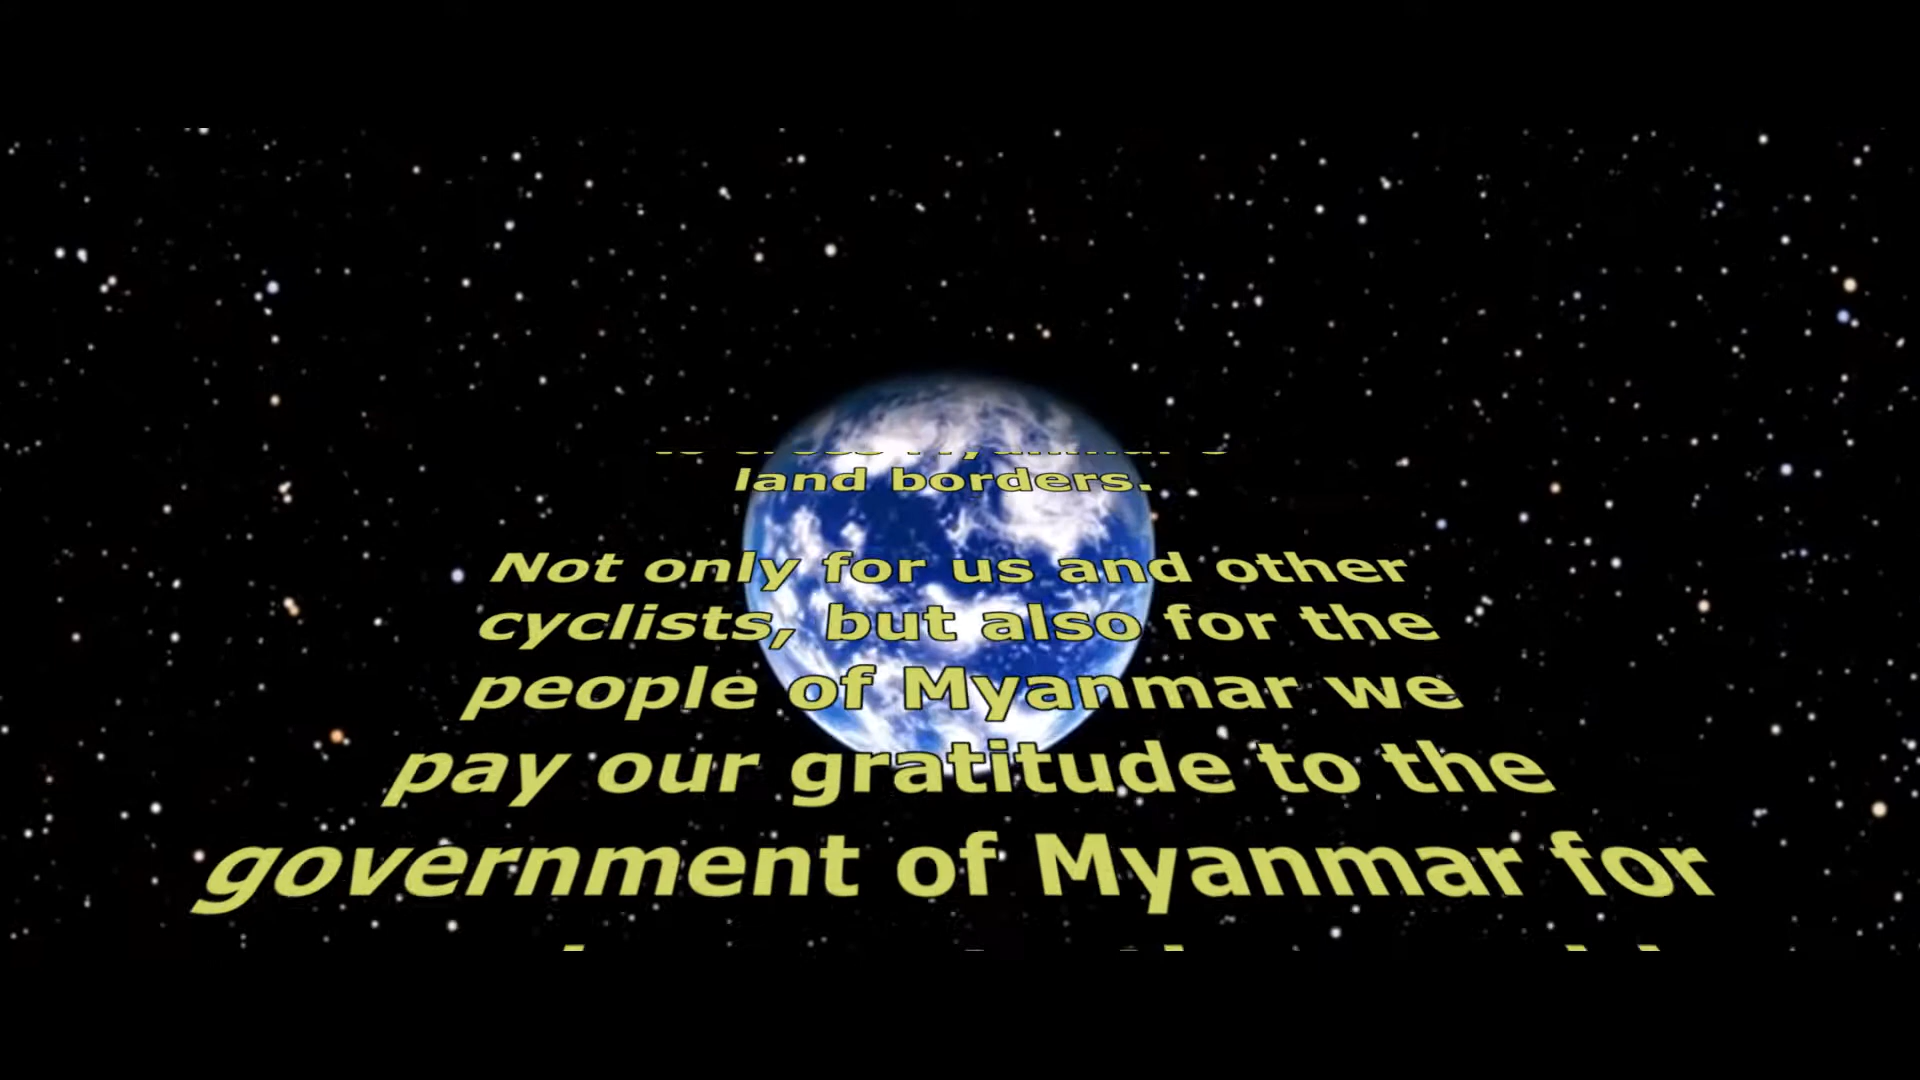 land borders.
Not only for us and other
cyclists, but also for the
people of Myanmar we
pay our gratitude to the
government of Myanmar for